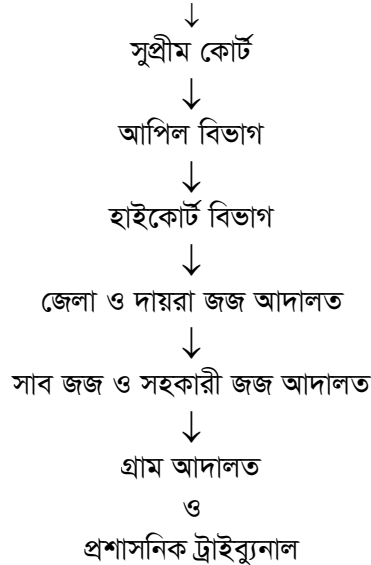 ↓
সুপ্রীম কোর্ট
↓
আপিল বিভাগ
↓
হাইকোর্ট বিভাগ
↓
জেলা ও দায়রা জজ আদালত
↓
সাব জজ ও সহকারী জজ আদালত
↓
গ্রাম আদালত
ও
প্রশাসনিক ট্রাইব্যুনাল